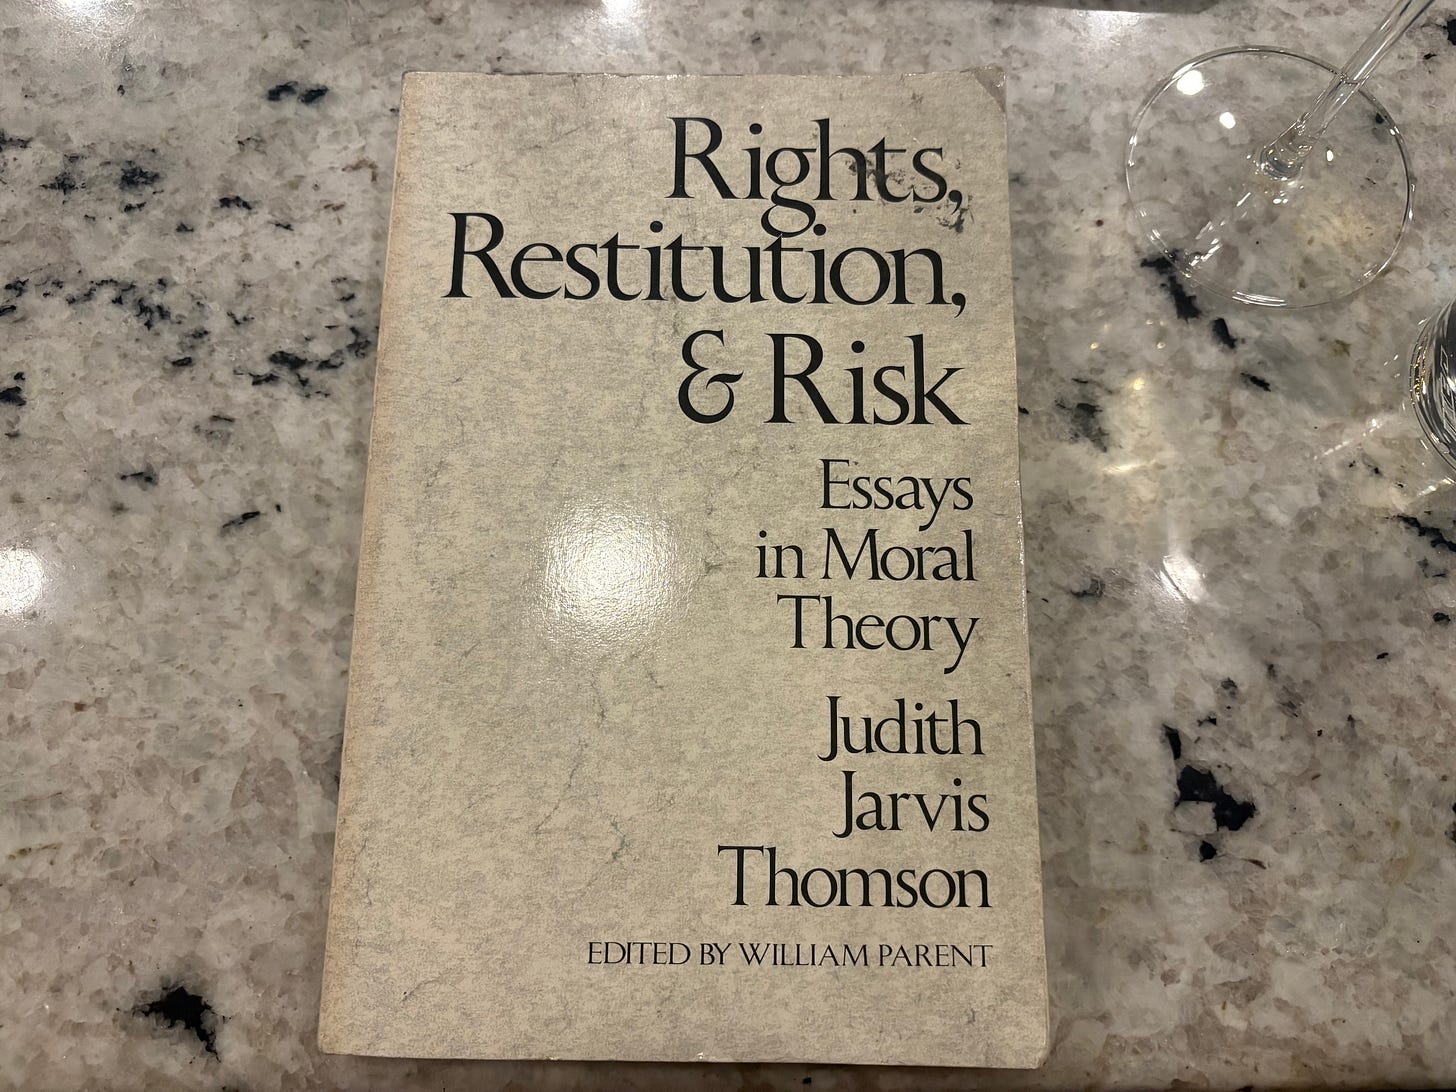 Rights,
Restitution,
& Risk
Essays
in Moral
Theory
Judith
Jarvis
Thomson
EDITED BY WILLIAM PARENT